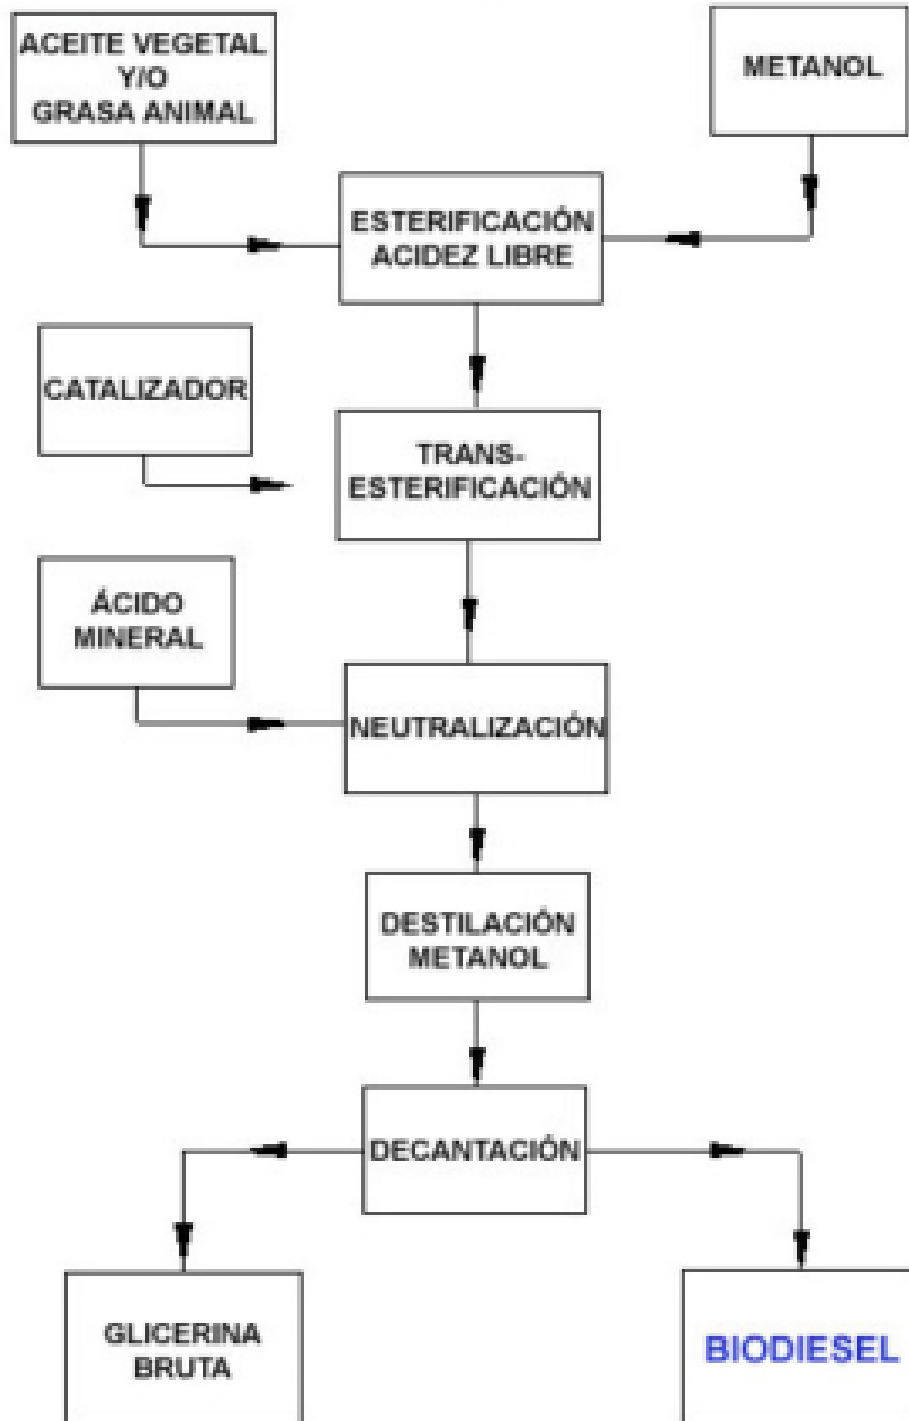 ACEITE VEGETAL
Y/O
GRASA ANIMAL
METANOL
ESTERIFICACIÓN
ACIDEZ LIBRE
CATALIZADOR
TRANS-
ESTERIFICACIÓN
ÁCIDO
MINERAL
NEUTRALIZACIÓN
DESTILACIÓN
METANOL
DECANTACIÓN
GLICERINA
BRUTA
BIODIESEL